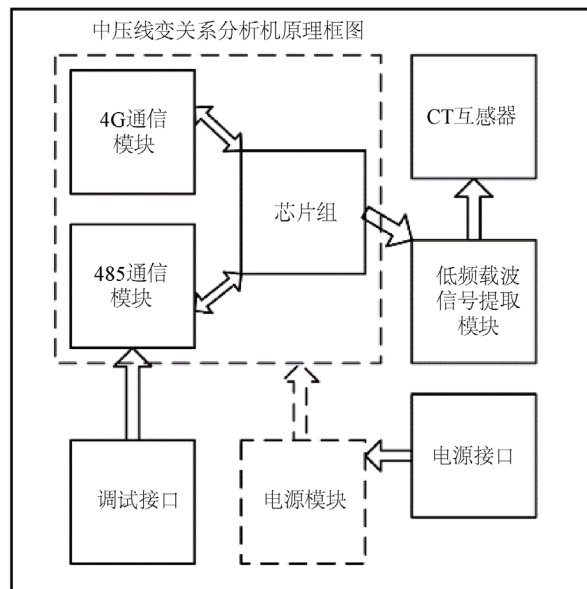 中压线变关系分析机原理框图
4G通信
模块
CT互感器
芯片组
485通信
模块
低频载波
信号提取
模块
调试接口
电源模块
电源接口